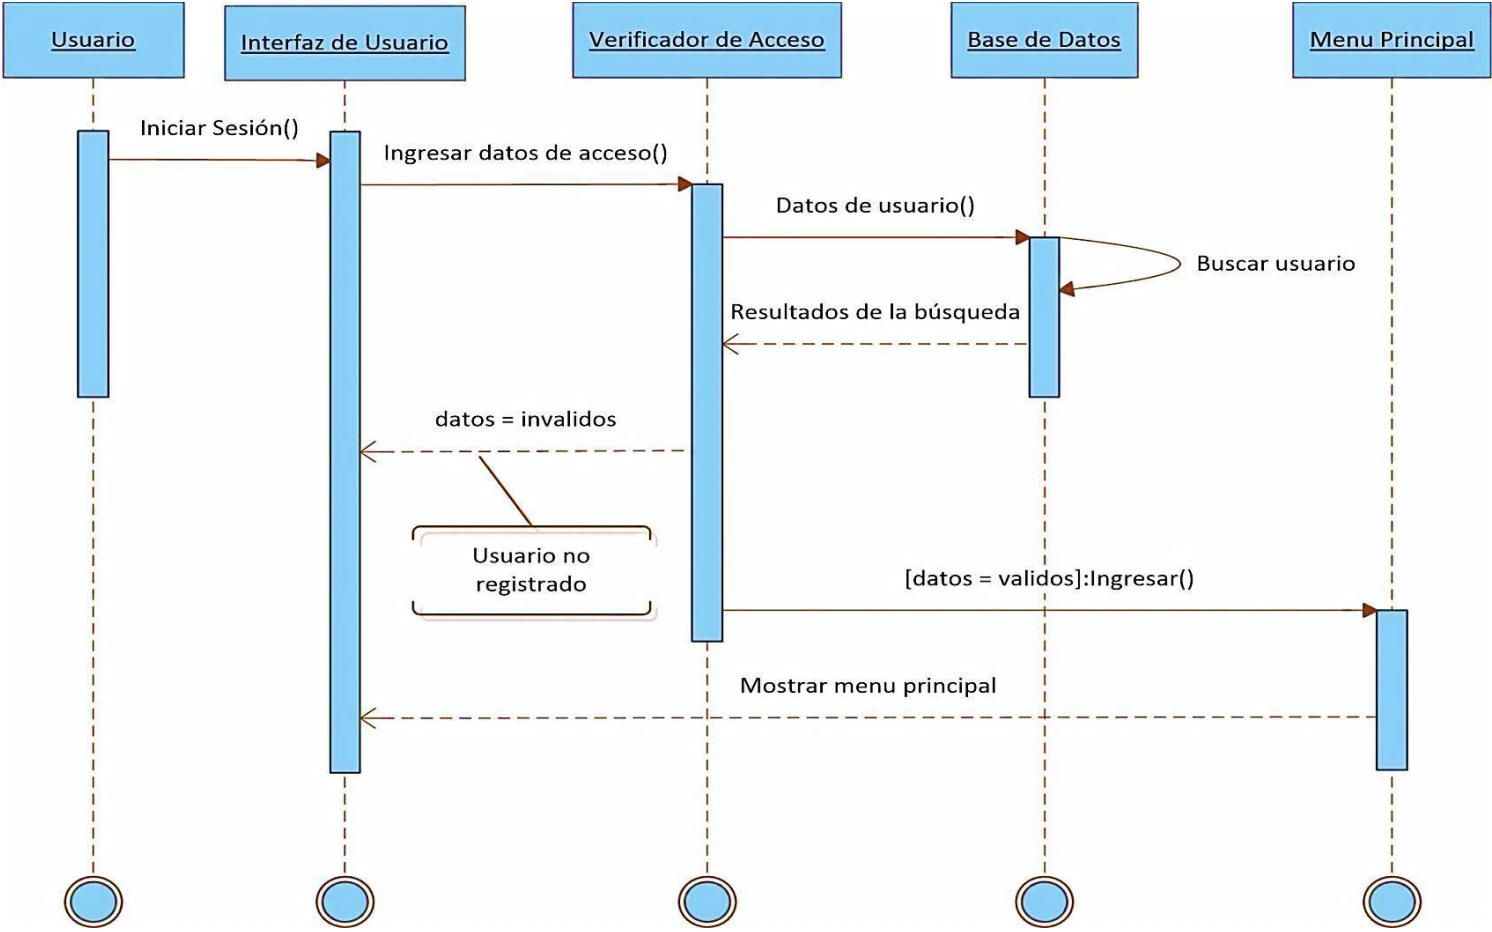 Usuario
Interfaz de Usuario
Verificador de Acceso
Base de Datos
Menu Principal
Iniciar Sesión()
Ingresar datos de acceso()
Datos de usuario()
Buscar usuario
Resultados de la búsqueda
datos = invalidos
Usuario no
registrado
[datos = validos]:Ingresar()
Mostrar menu principal